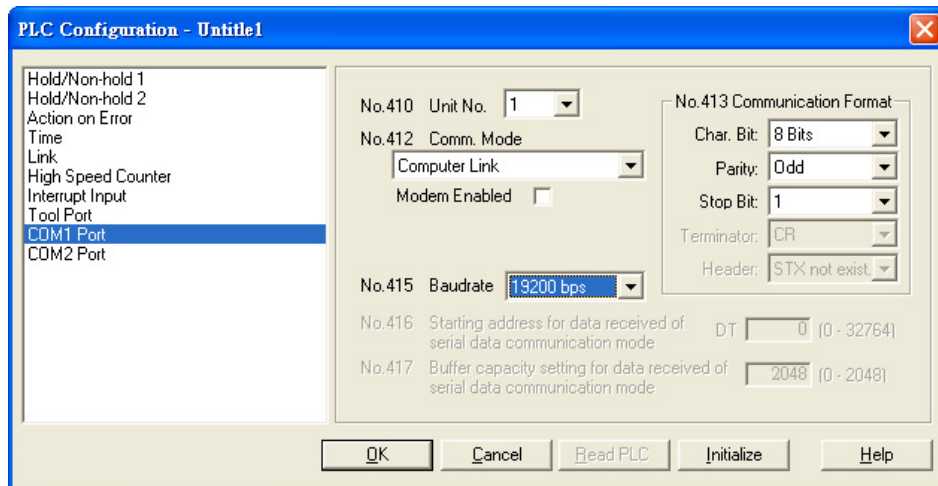 PLC Configuration - Untitle1
Hold/Non-hold 1
Hold/Non-hold 2
Action on Error
Time
Link
High Speed Counter
Interrupt Input
Tool Port
COM1 Port
COM2 Port
No.410 Unit No. 1
No.412 Comm. Mode
Computer Link
Modem Enabled
No.413 Communication Format
Char. Bit: 8 Bits
Parity: Odd
Stop Bit: 1
Terminator: CR
Header: STX not exist.
No.415 Baudrate 19200 bps
No.416 Starting address for data received of
serial data communication mode
DT 0 (0 - 32764)
No.417 Buffer capacity setting for data received of
serial data communication mode
2048 (0 - 2048)
OK Cancel Read PLC Initialize Help